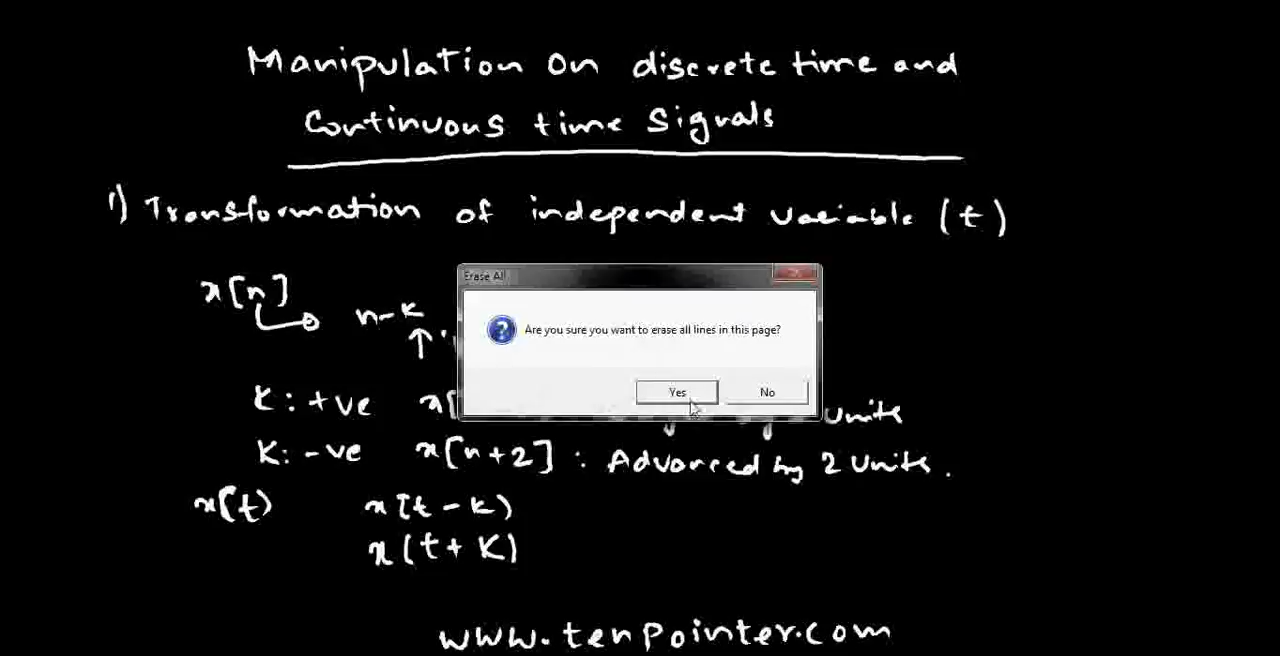 Manipulation on discrete time and
Continuous time Signals
1) Transformation of independent variable (t)
x[n] n-k
Erase All
Are you sure you want to erase all lines in this page?
Yes No
K: +ve x[ Units
K: -ve x[n+2] : Advanced by 2 Units.
x(t) x(t-k)
x(t+k)
www.tenpointer.com